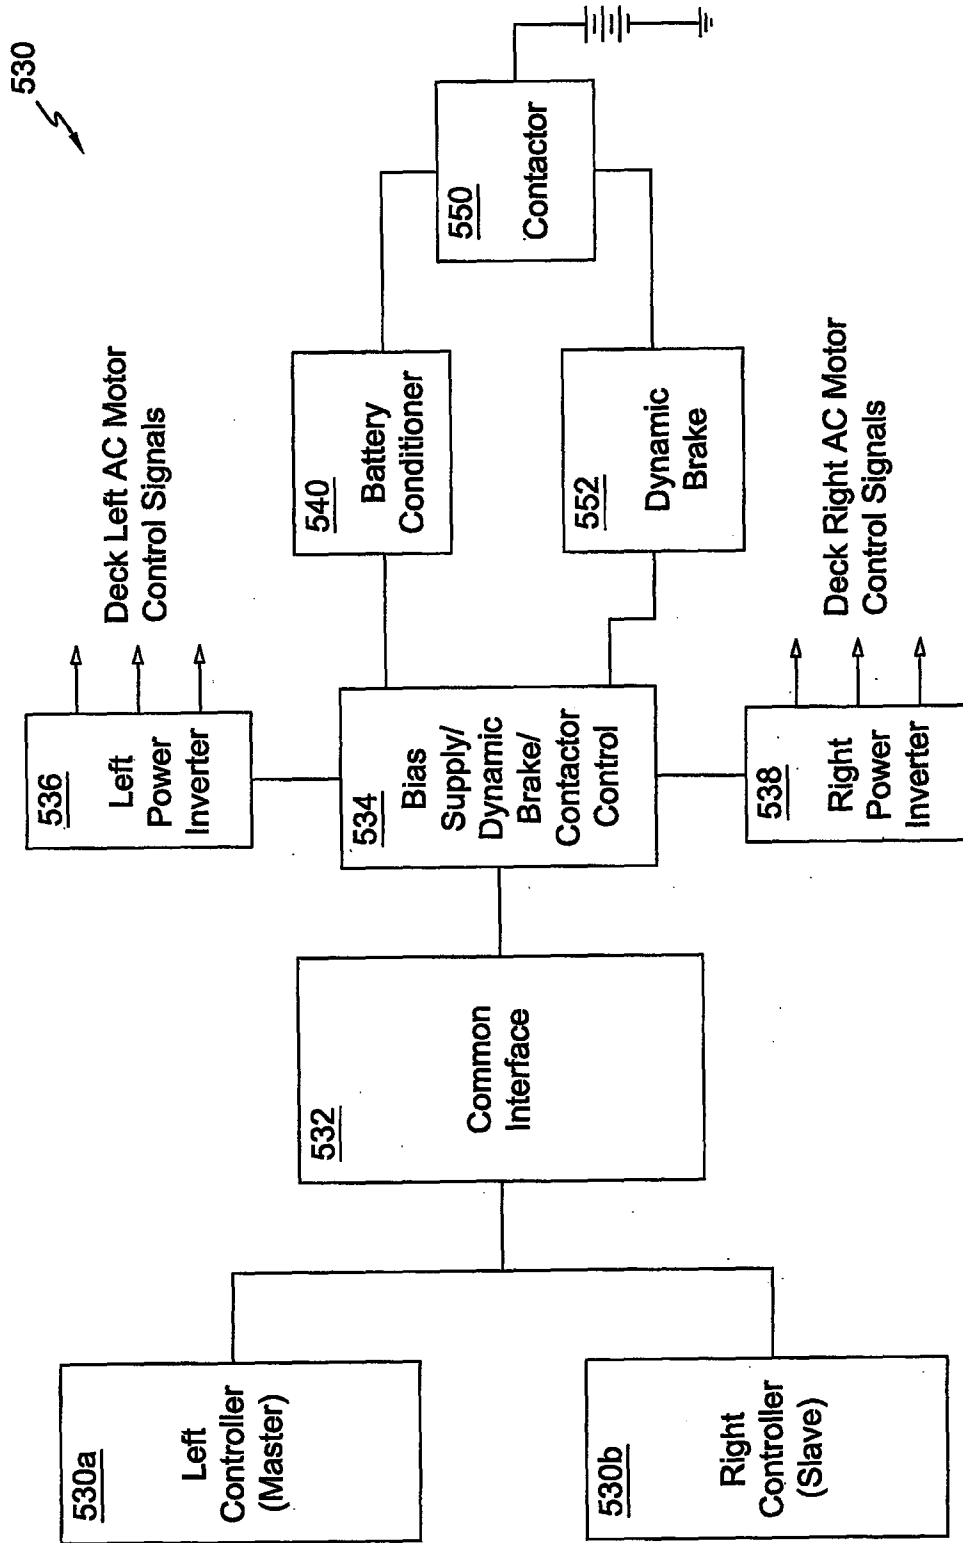 530
530a
Left
Controller
(Master)
530b
Right
Controller
(Slave)
532
Common
Interface
536
Left
Power
Inverter
Deck Left AC Motor
Control Signals
534
Bias
Supply/
Dynamic
Brake/
Contactor
Control
538
Right
Power
Inverter
Deck Right AC Motor
Control Signals
540
Battery
Conditioner
552
Dynamic
Brake
550
Contactor